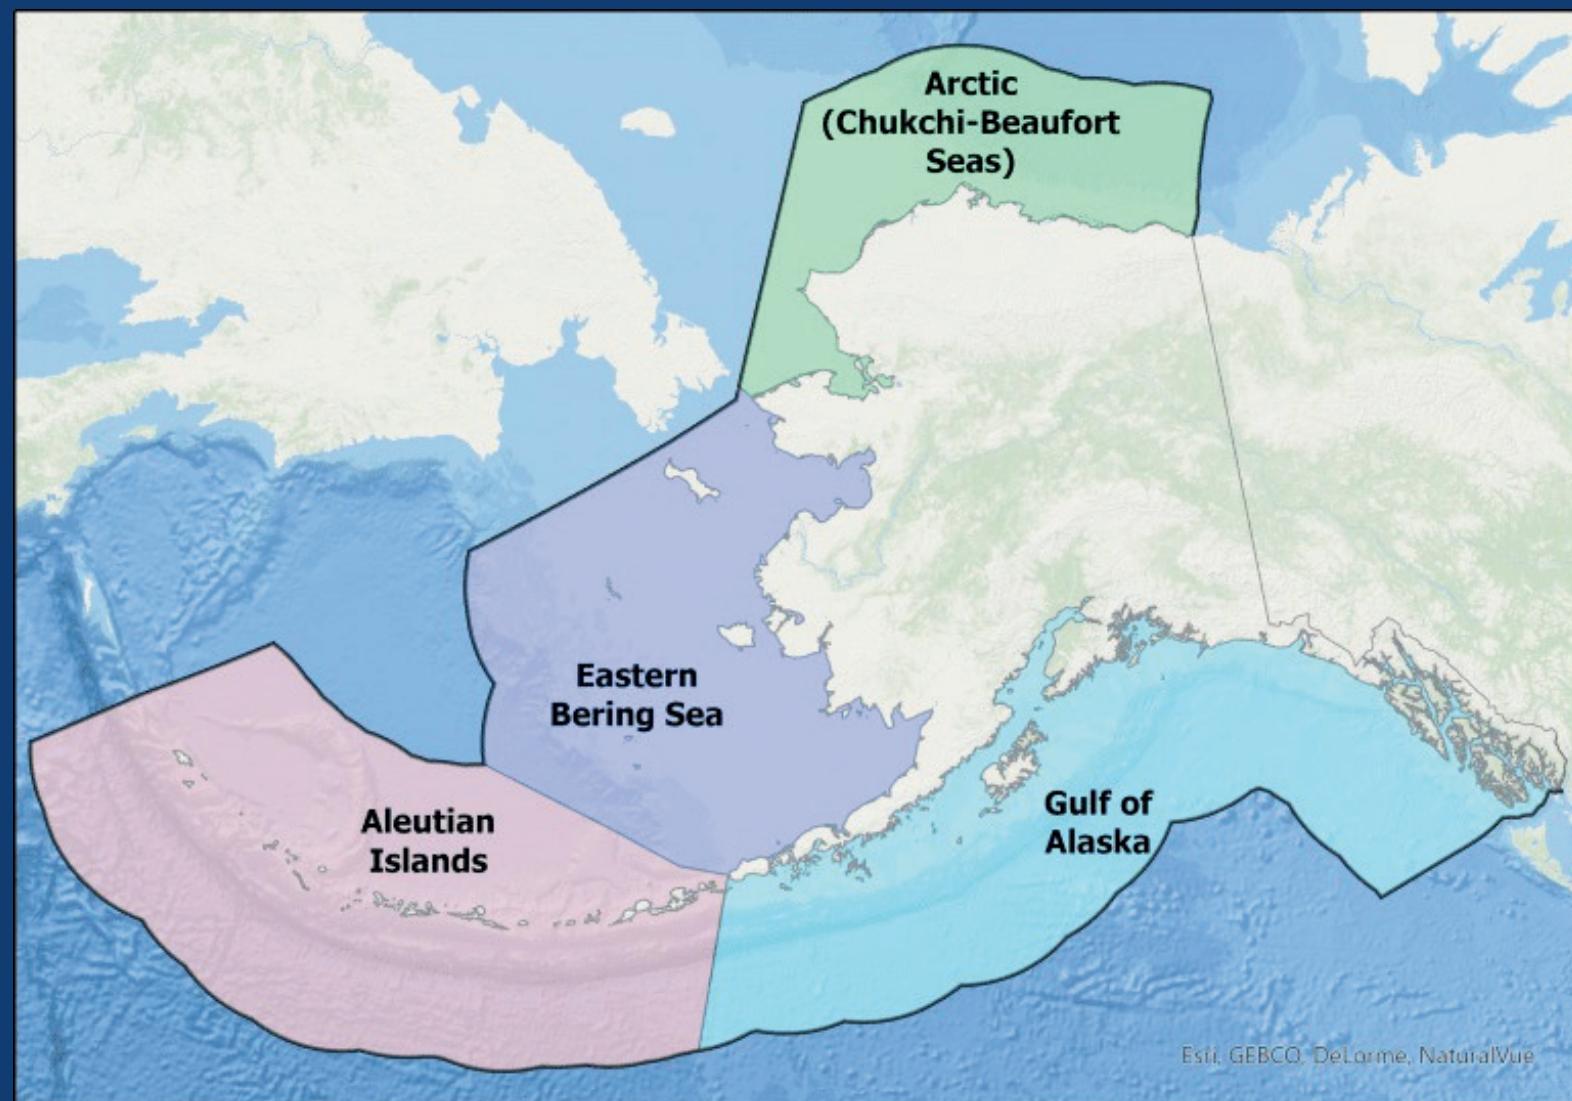 Arctic
(Chukchi-Beaufort
Seas)
Eastern
Bering Sea
Aleutian
Islands
Gulf of
Alaska
Esri, GEBCO, DeLorme, NaturalVue